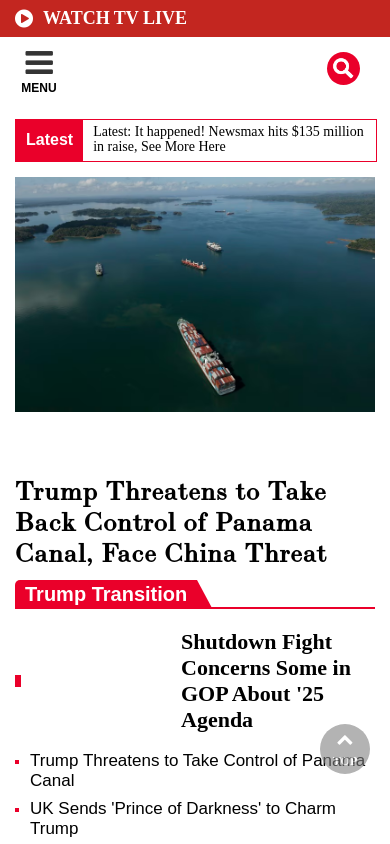 WATCH TV LIVE
MENU
Latest
Latest: It happened! Newsmax hits $135 million
in raise, See More Here
Trump Threatens to Take
Back Control of Panama
Canal, Face China Threat
Trump Transition
Shutdown Fight
Concerns Some in
GOP About '25
Agenda
Trump Threatens to Take Control of Panama
Canal
UK Sends 'Prince of Darkness' to Charm
Trump